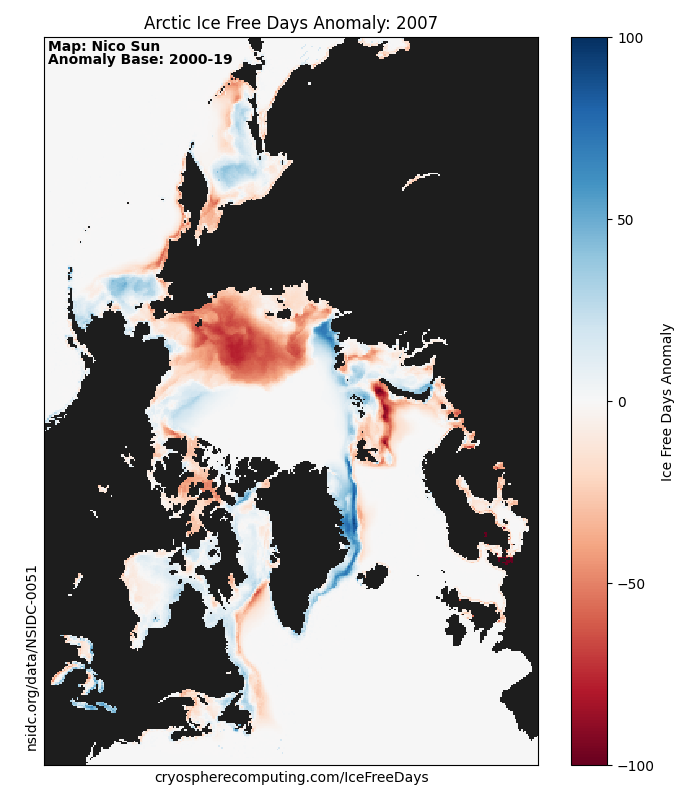 Arctic Ice Free Days Anomaly: 2007
Map: Nico Sun
Anomaly Base: 2000-19
100
50
0
−50
−100
Ice Free Days Anomaly
nsidc.org/data/NSIDC-0051
cryospherecomputing.com/IceFreeDays